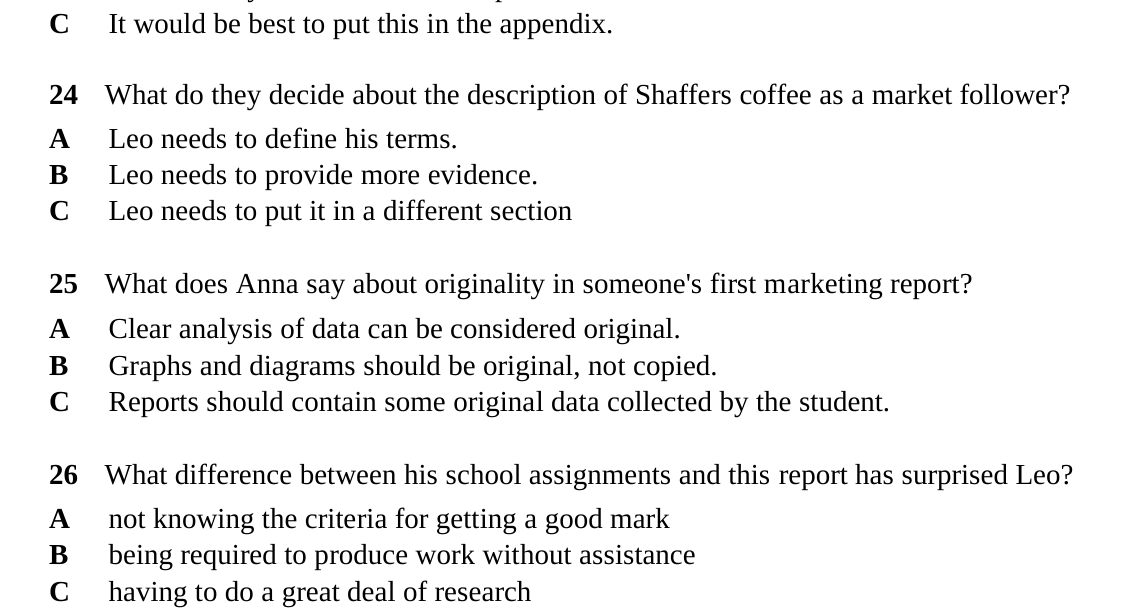 C It would be best to put this in the appendix.
24 What do they decide about the description of Shaffers coffee as a market follower?
A Leo needs to define his terms.
B Leo needs to provide more evidence.
C Leo needs to put it in a different section
25 What does Anna say about originality in someone's first marketing report?
A Clear analysis of data can be considered original.
B Graphs and diagrams should be original, not copied.
C Reports should contain some original data collected by the student.
26 What difference between his school assignments and this report has surprised Leo?
A not knowing the criteria for getting a good mark
B being required to produce work without assistance
C having to do a great deal of research